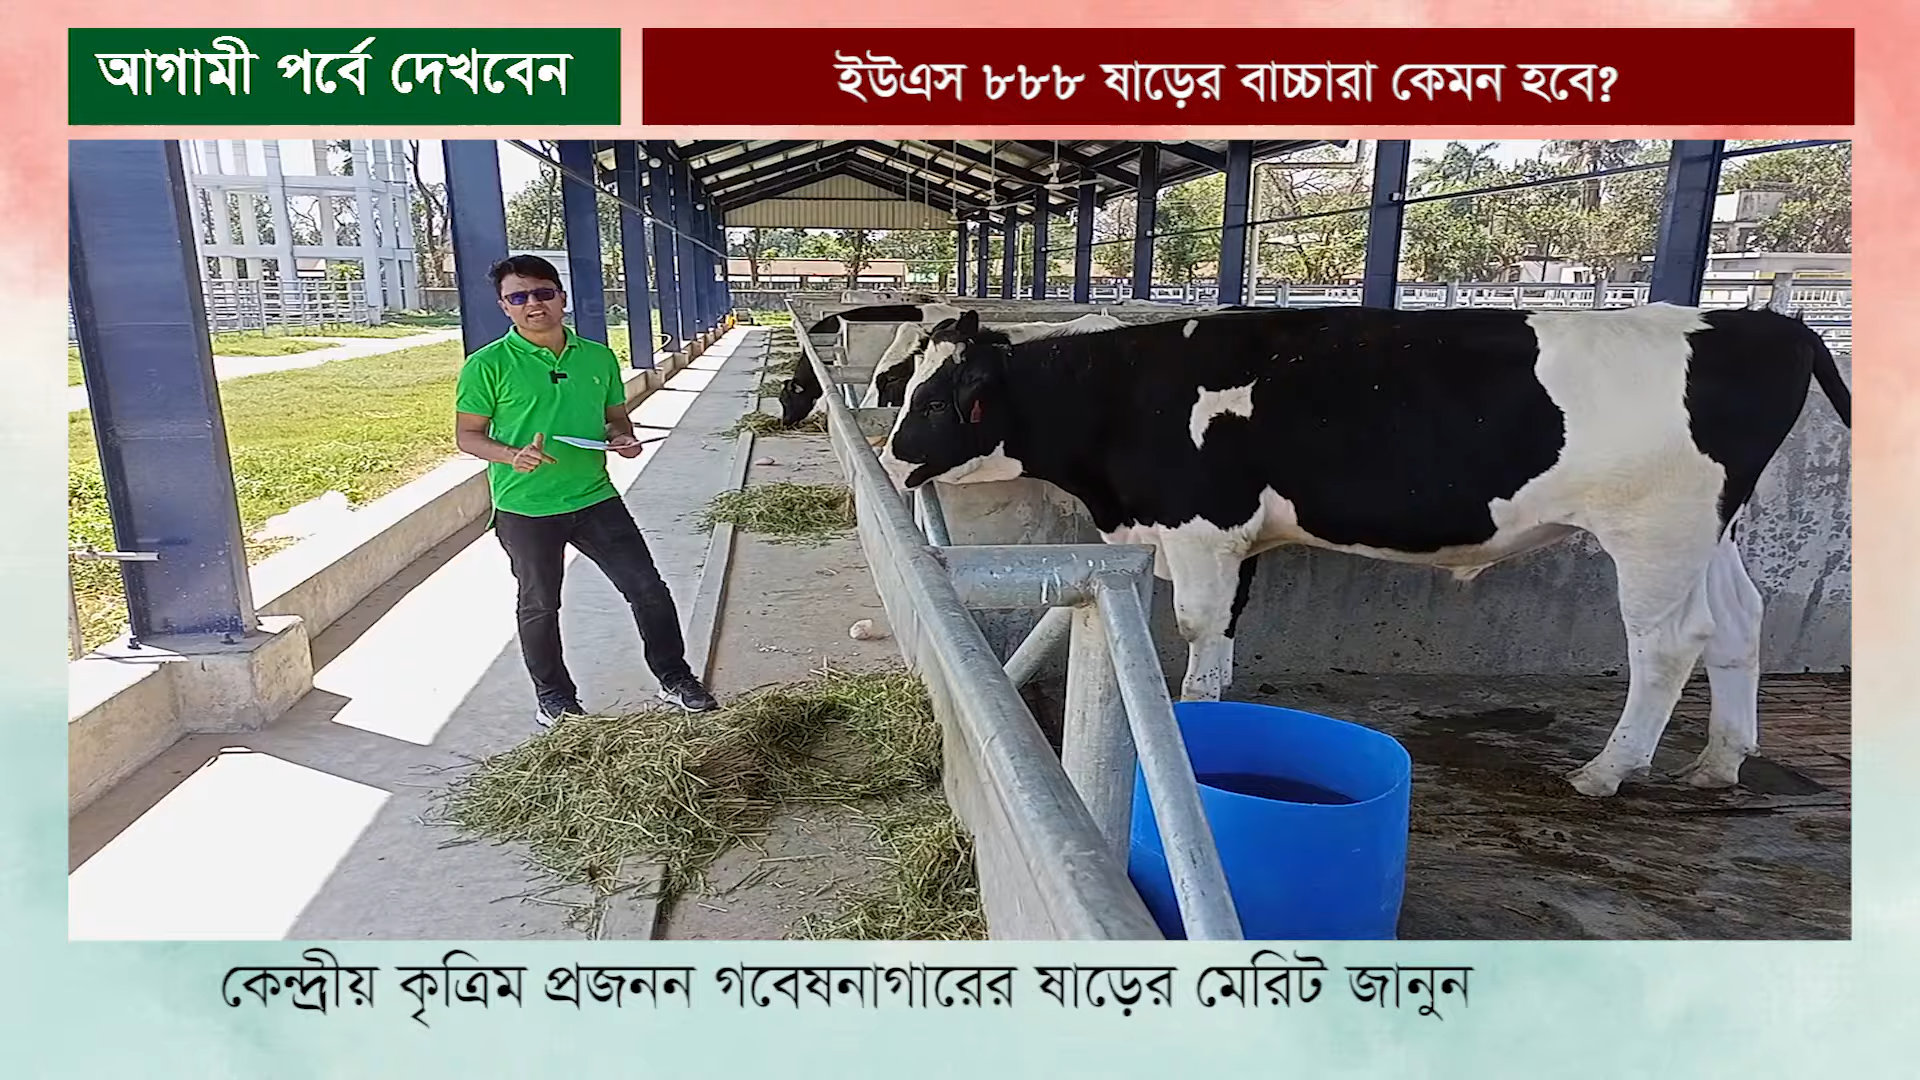 আগামী পর্বে দেখবেন
ইউএস ৮৮৮ ষাড়ের বাচ্চারা কেমন হবে?
কেন্দ্রীয় কৃত্রিম প্রজনন গবেষনাগারের ষাড়ের মেরিট জানুন